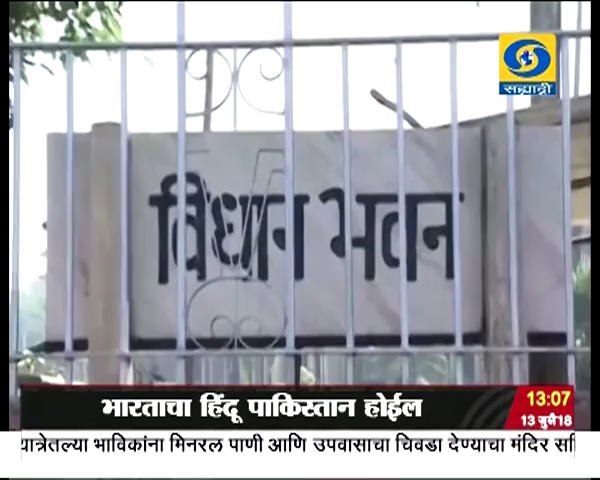 सह्याद्री
विधान भवन
भारताचा हिंदू पाकिस्तान होईल
13:07
13 जुलै 18
यात्रेतल्या भाविकांना मिनरल पाणी आणि उपवासाचा चिवडा देण्याचा मंदिर